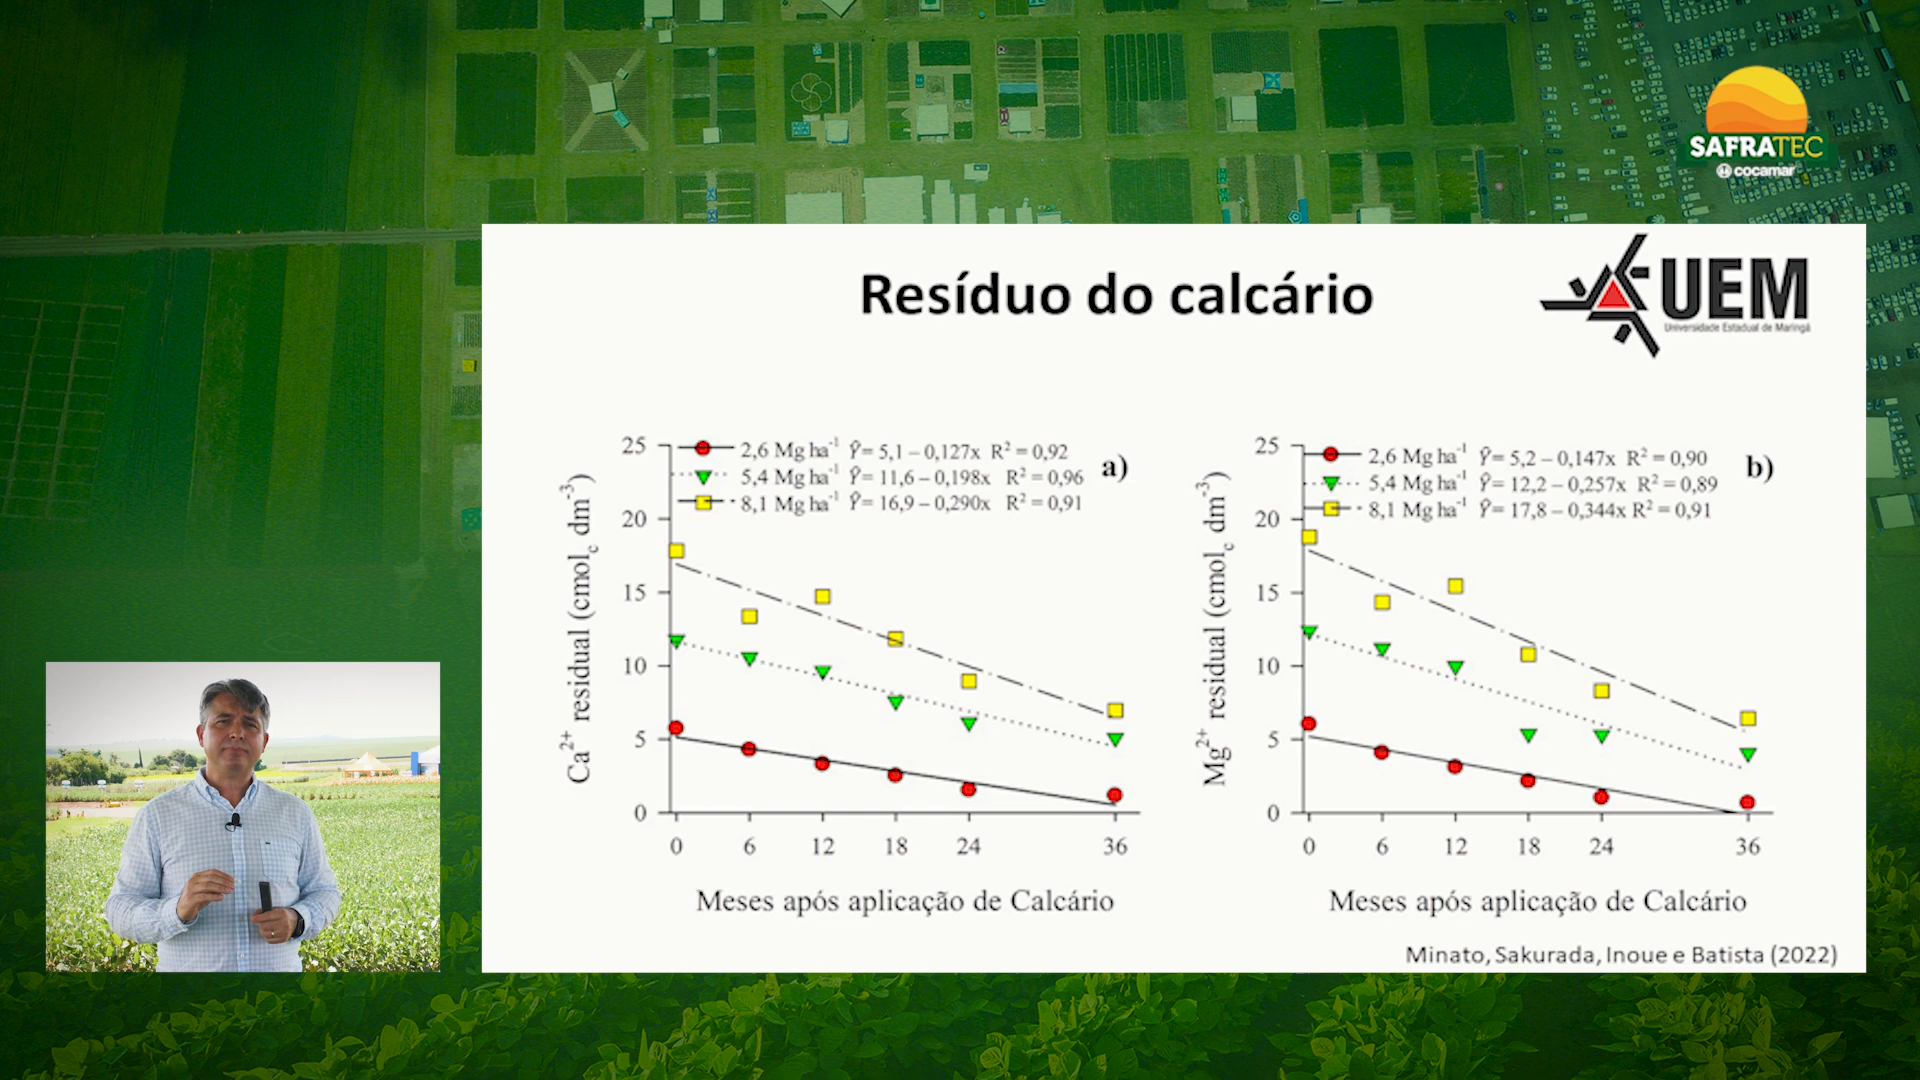 SAFRATEC
cocamar
Resíduo do calcário
UEM
Universidade Estadual de Maringá
25
20
15
10
5
0
Ca²⁺ residual (cmol꜀ dm⁻³)
2,6 Mg ha⁻¹ Ŷ= 5,1 – 0,127x R² = 0,92
5,4 Mg ha⁻¹ Ŷ= 11,6 – 0,198x R² = 0,96
8,1 Mg ha⁻¹ Ŷ= 16,9 – 0,290x R² = 0,91
a)
0 6 12 18 24 36
Meses após aplicação de Calcário
25
20
15
10
5
0
Mg²⁺ residual (cmol꜀ dm⁻³)
2,6 Mg ha⁻¹ Ŷ= 5,2 – 0,147x R² = 0,90
5,4 Mg ha⁻¹ Ŷ= 12,2 – 0,257x R² = 0,89
8,1 Mg ha⁻¹ Ŷ= 17,8 – 0,344x R² = 0,91
b)
0 6 12 18 24 36
Meses após aplicação de Calcário
Minato, Sakurada, Inoue e Batista (2022)